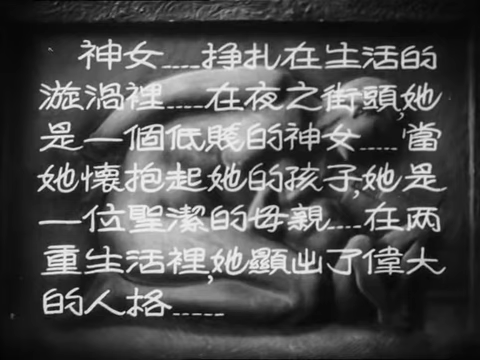 神女……掙扎在生活的
漩渦裡……在夜之街頭,她
是一個低賤的神女……當
她懷抱起她的孩子,她是
一位聖潔的母親……在兩
重生活裡,她顯出了偉大
的人格……